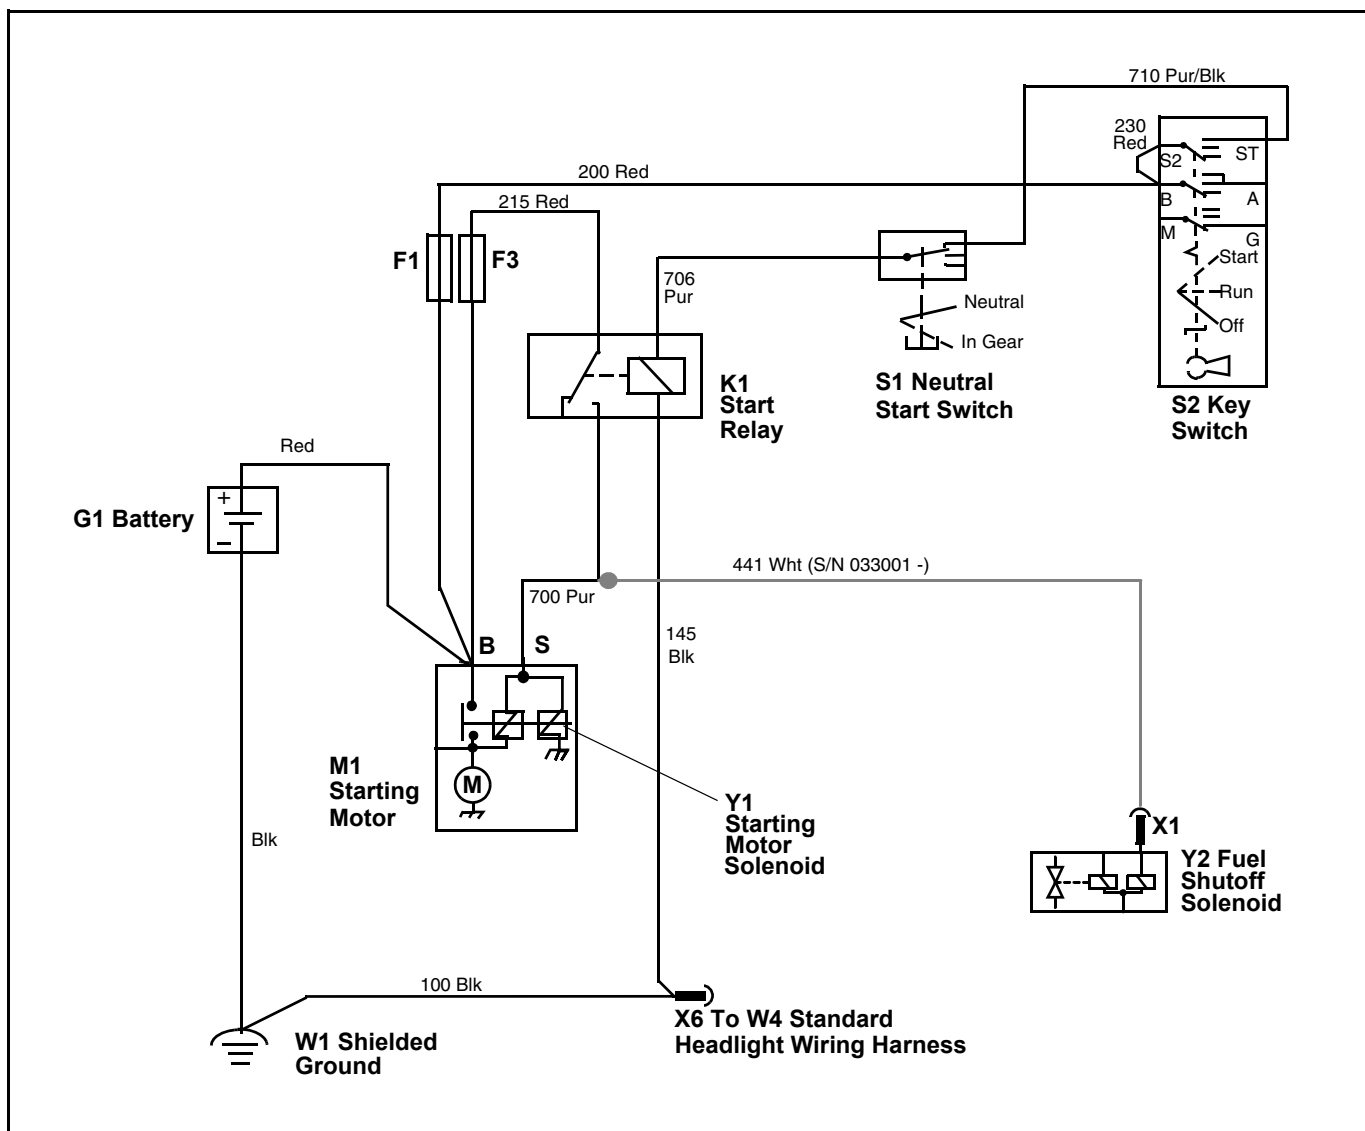 710 Pur/Blk
230
Red
S2
ST
200 Red
B
A
215 Red
M
G
F1
F3
706
Pur
Start
Run
Neutral
Off
In Gear
K1
Start
Relay
S1 Neutral
Start Switch
S2 Key
Switch
Red
+
G1 Battery
–
441 Wht (S/N 033001 -)
700 Pur
B
S
145
Blk
M1
Starting
Motor
M
Y1
Starting
Motor
Solenoid
X1
Blk
Y2 Fuel
Shutoff
Solenoid
100 Blk
X6 To W4 Standard
Headlight Wiring Harness
W1 Shielded
Ground